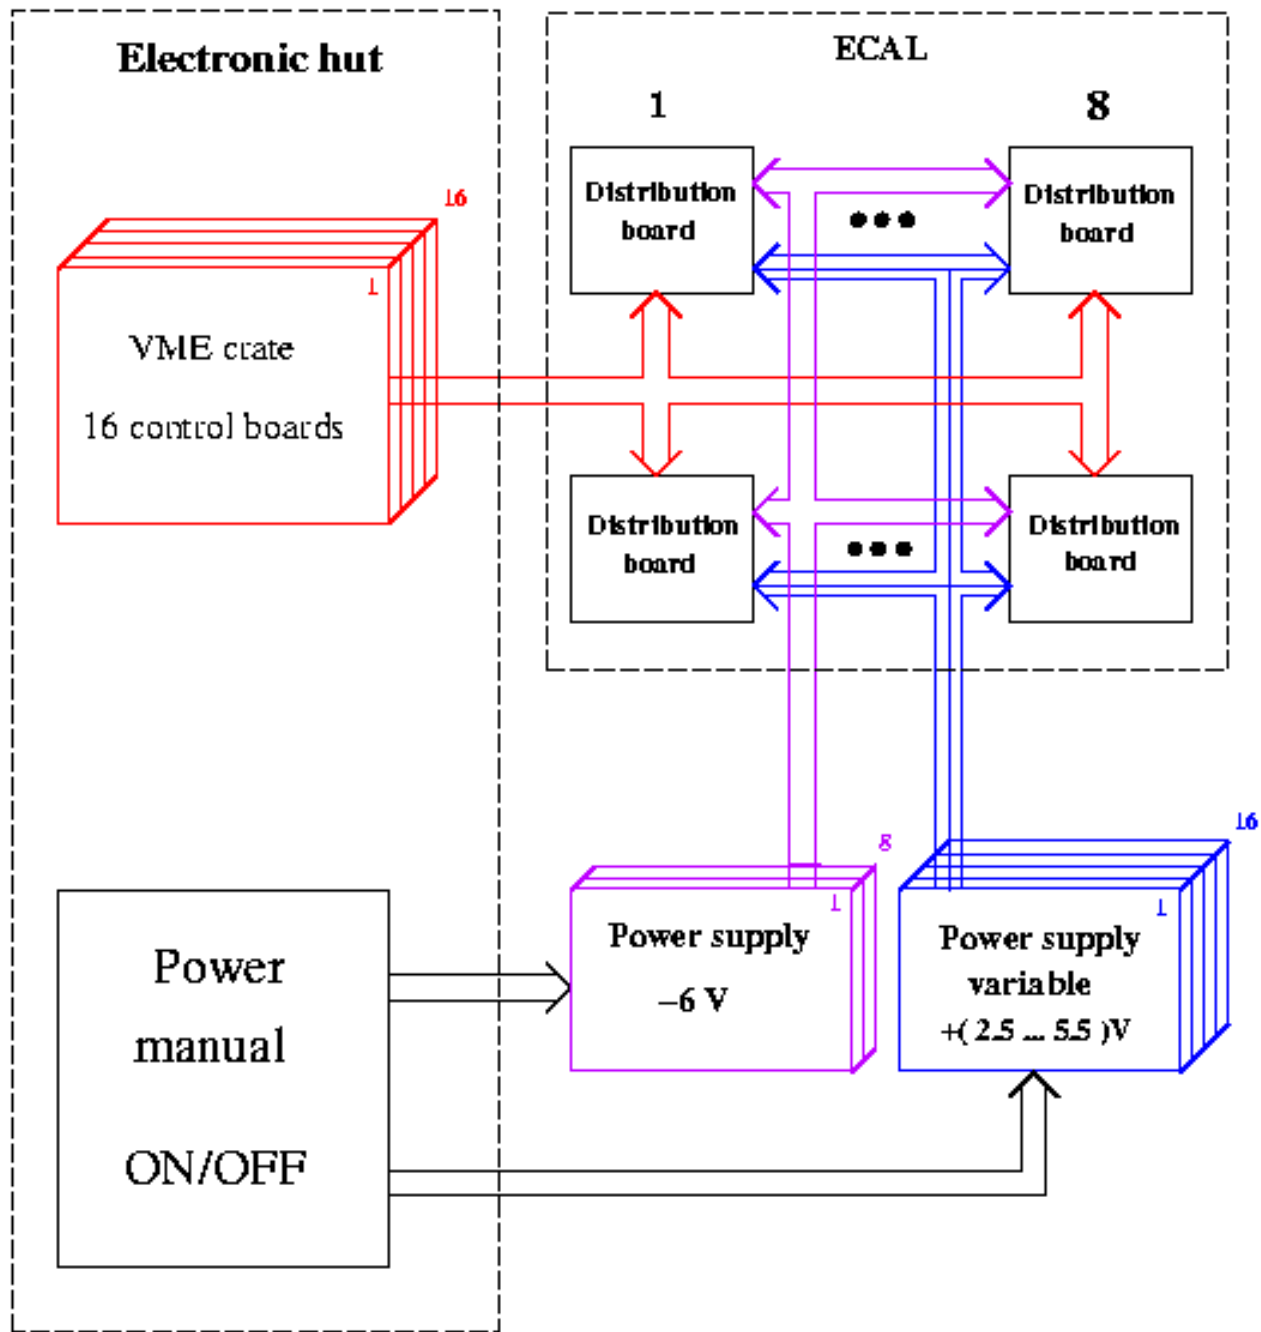 Electronic hut
ECAL
1
8
Distribution
board
Distribution
board
16
1
VME crate
16 control boards
Distribution
board
Distribution
board
8
16
1
1
Power supply
−6 V
Power supply
variable
+( 2.5 ... 5.5 )V
Power
manual
ON/OFF